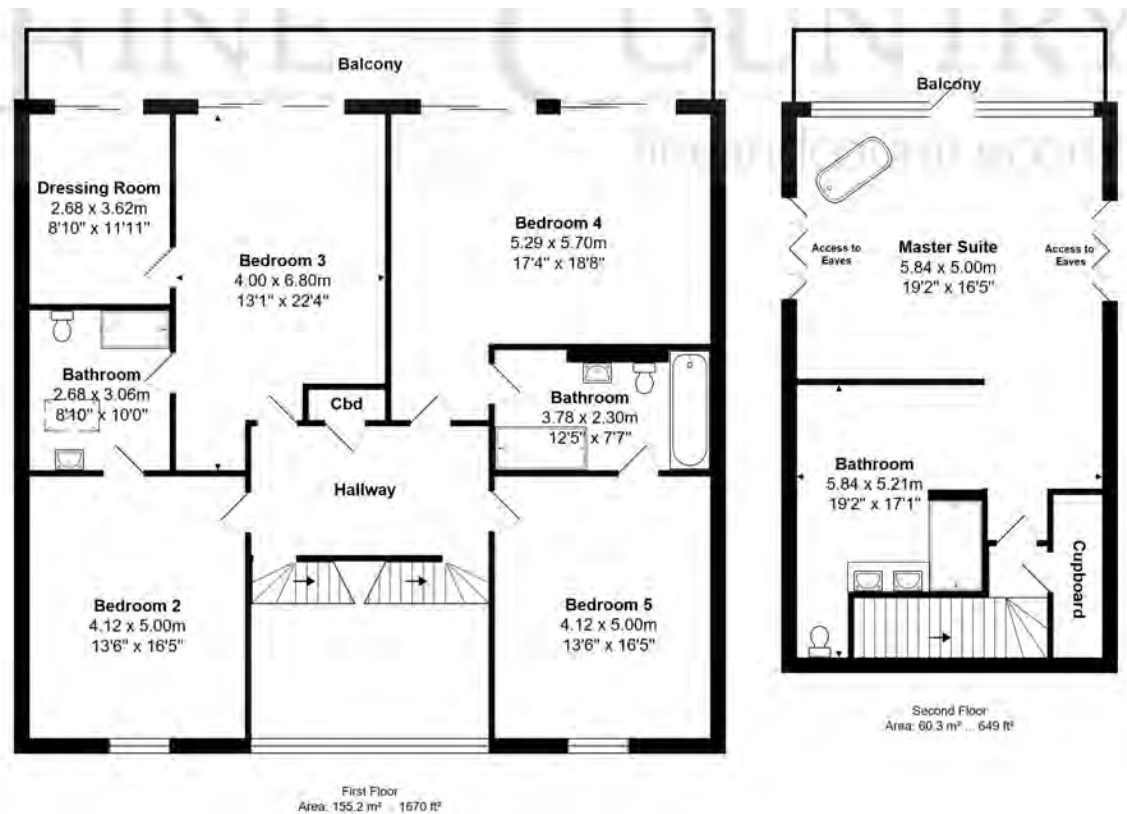 FINE COUNTRY
Balcony
Dressing Room
2.68 x 3.62m
8'10" x 11'11"
Bedroom 3
4.00 x 6.80m
13'1" x 22'4"
Bedroom 4
5.29 x 5.70m
17'4" x 18'8"
Bathroom
2.68 x 3.06m
8'10" x 10'0"
Cbd
Bathroom
3.78 x 2.30m
12'5" x 7'7"
Hallway
Bedroom 2
4.12 x 5.00m
13'6" x 16'5"
Bedroom 5
4.12 x 5.00m
13'6" x 16'5"
First Floor
Area: 155.2 m² ... 1670 ft²
Balcony
Access to
Eaves
Master Suite
5.84 x 5.00m
19'2" x 16'5"
Access to
Eaves
Bathroom
5.84 x 5.21m
19'2" x 17'1"
Cupboard
Second Floor
Area: 60.3 m² ... 649 ft²